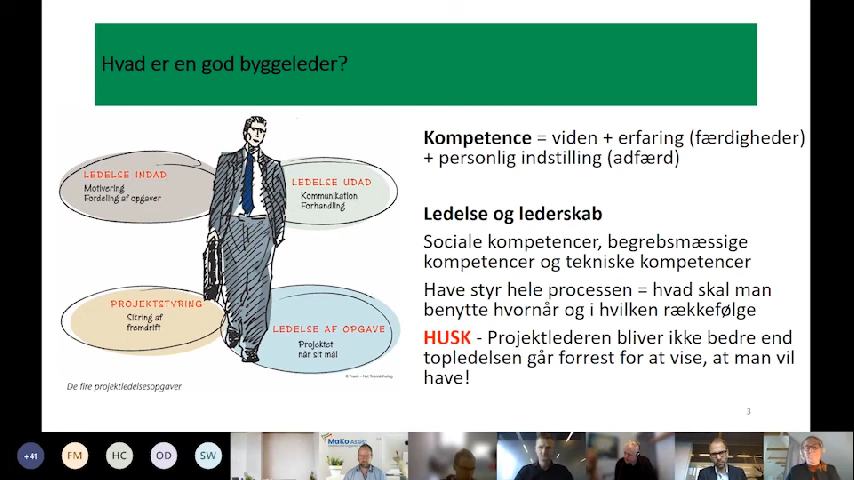 Hvad er en god byggeleder?
LEDELSE INDAD
Motivering
Fordeling af opgaver
LEDELSE UDAD
Kommunikation
Forhandling
PROJEKTSTYRING
Sikring af
fremdrift
LEDELSE AF OPGAVE
Projektet
når sit mål
De fire projektledelsesopgaver
Kompetence = viden + erfaring (færdigheder)
+ personlig indstilling (adfærd)
Ledelse og lederskab
Sociale kompetencer, begrebsmæssige
kompetencer og tekniske kompetencer
Have styr hele processen = hvad skal man
benytte hvornår og i hvilken rækkefølge
HUSK - Projektlederen bliver ikke bedre end
topledelsen går forrest for at vise, at man vil
have!
3
+41
FM
HC
OD
SW